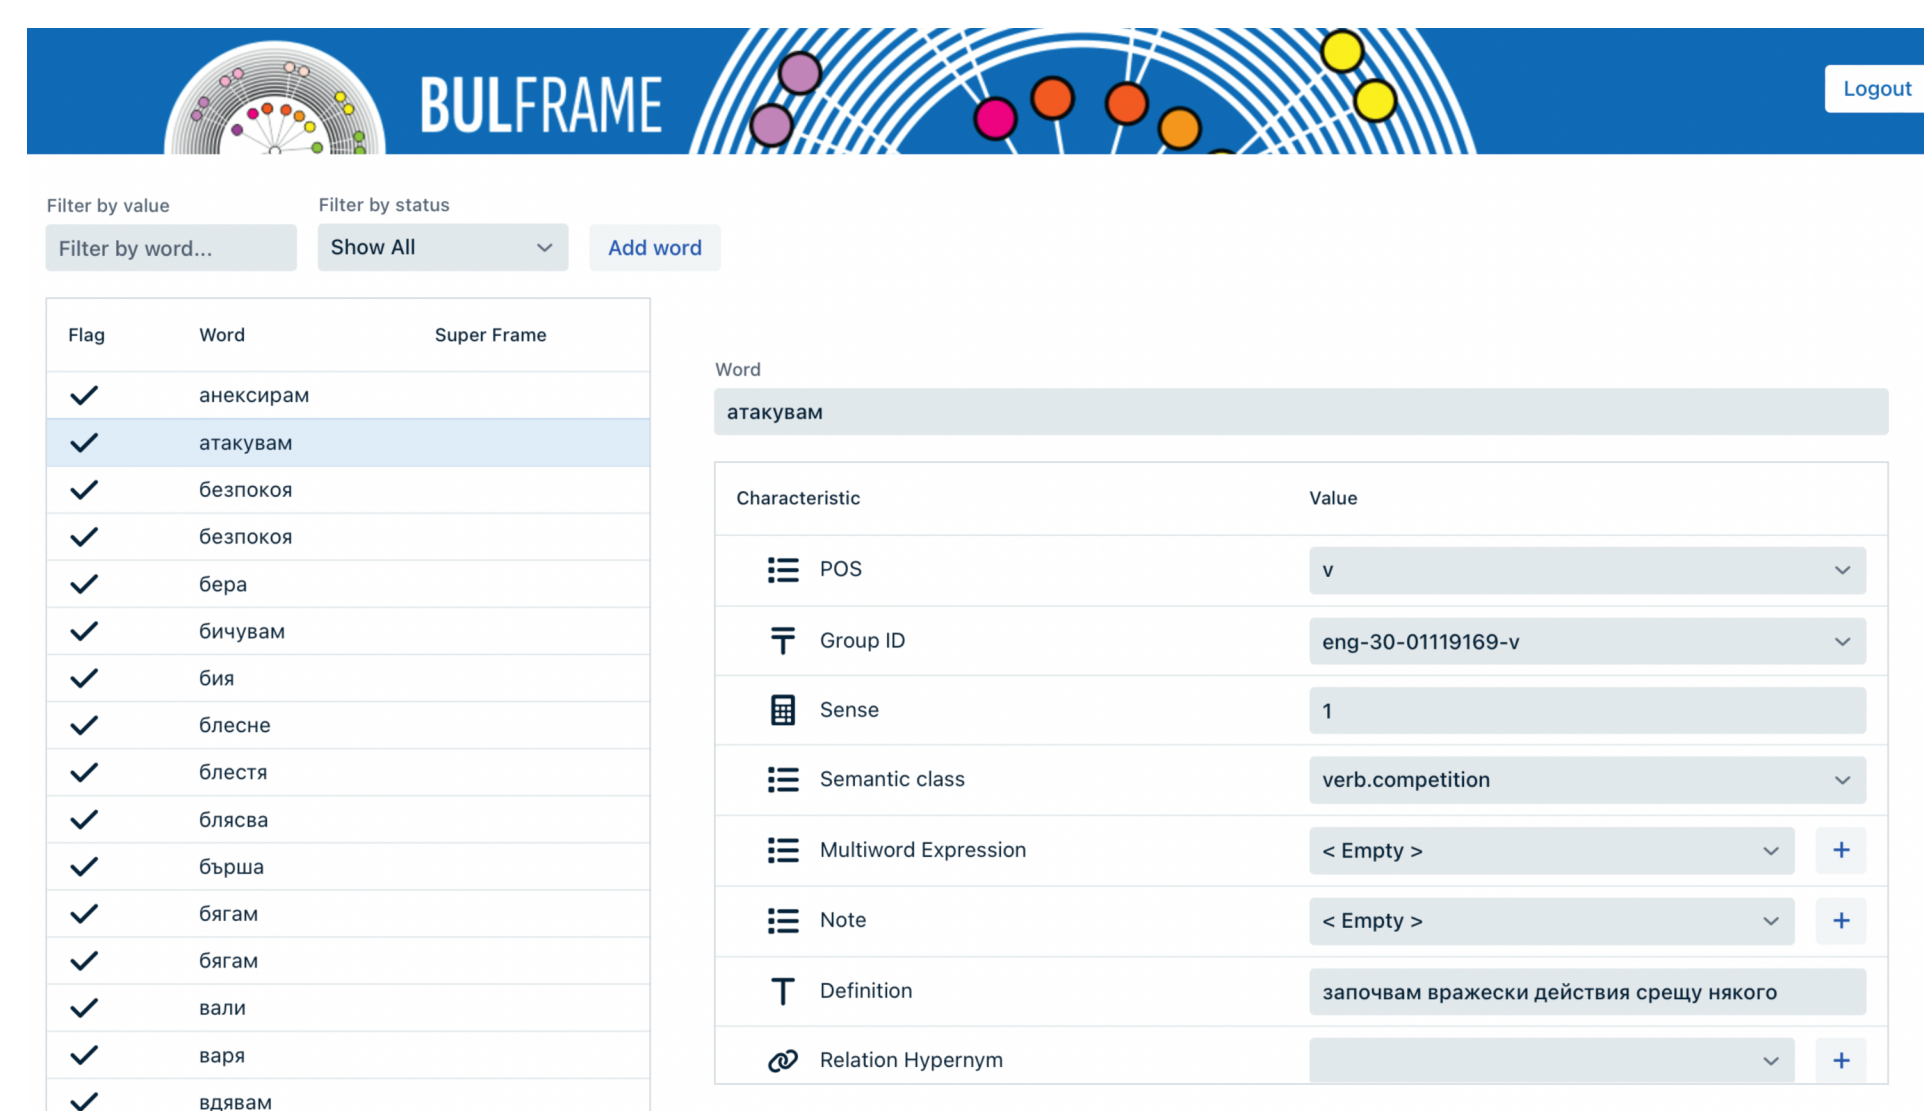 BULFRAME
Logout
Filter by value
Filter by status
Filter by word...
Show All
Add word
Flag Word Super Frame
анексирам
атакувам
безпокоя
безпокоя
бера
бичувам
бия
блесне
блестя
блясва
бърша
бягам
бягам
вали
варя
вдявам
Word
атакувам
Characteristic Value
POS v
Group ID eng-30-01119169-v
Sense 1
Semantic class verb.competition
Multiword Expression < Empty > +
Note < Empty > +
Definition започвам вражески действия срещу някого
Relation Hypernym +